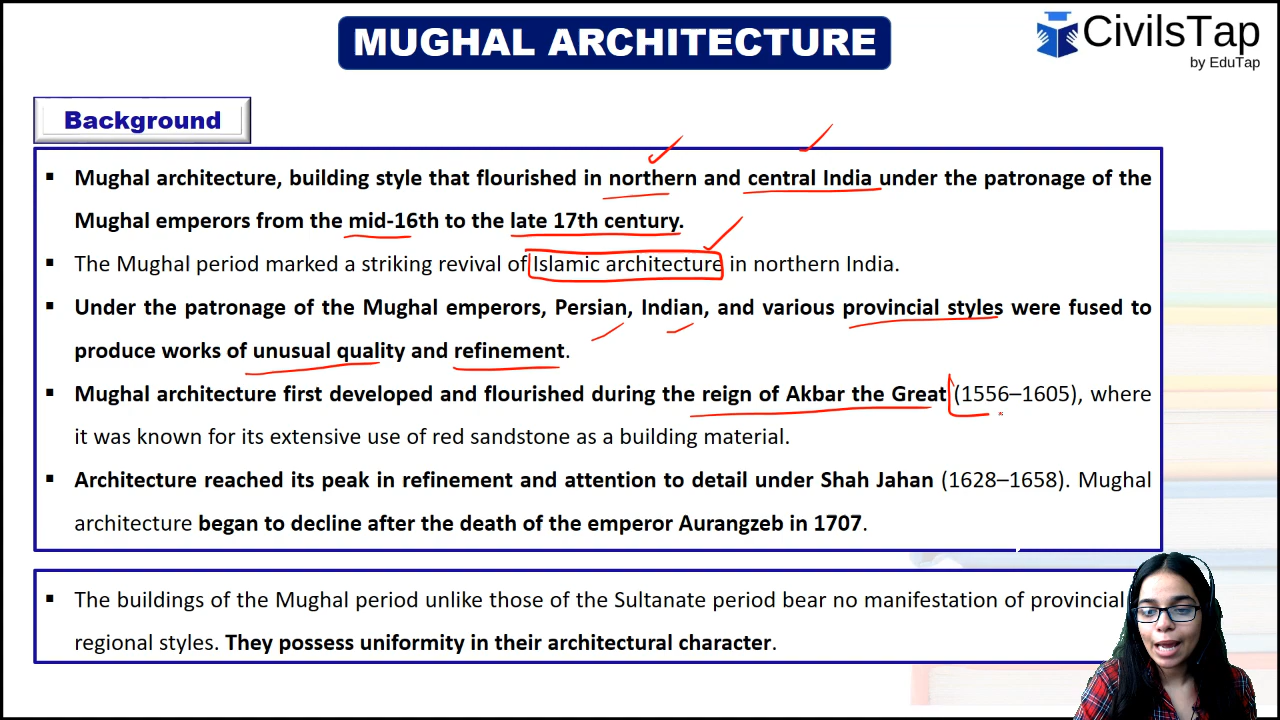 MUGHAL ARCHITECTURE
CivilsTap
by EduTap
Background
▪ Mughal architecture, building style that flourished in northern and central India under the patronage of the
Mughal emperors from the mid-16th to the late 17th century.
▪ The Mughal period marked a striking revival of Islamic architecture in northern India.
▪ Under the patronage of the Mughal emperors, Persian, Indian, and various provincial styles were fused to
produce works of unusual quality and refinement.
▪ Mughal architecture first developed and flourished during the reign of Akbar the Great (1556–1605), where
it was known for its extensive use of red sandstone as a building material.
▪ Architecture reached its peak in refinement and attention to detail under Shah Jahan (1628–1658). Mughal
architecture began to decline after the death of the emperor Aurangzeb in 1707.
▪ The buildings of the Mughal period unlike those of the Sultanate period bear no manifestation of provincial
regional styles. They possess uniformity in their architectural character.